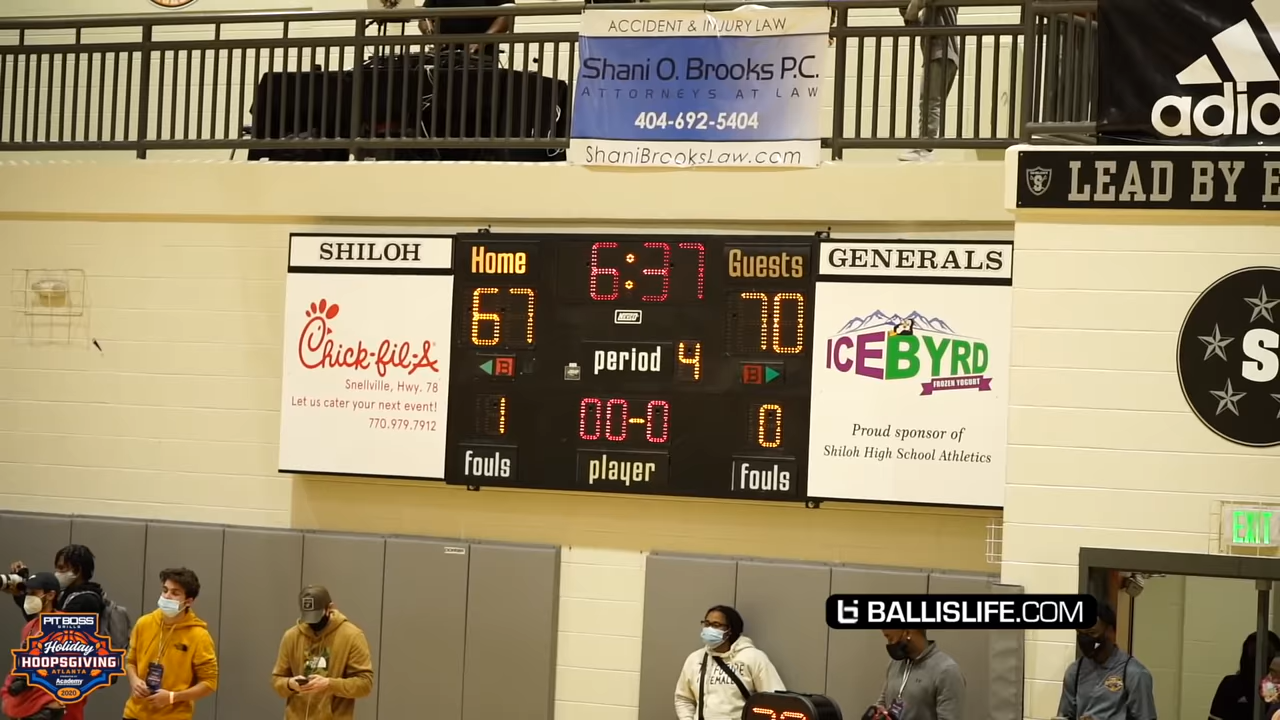 ACCIDENT & INJURY LAW
Shani O. Brooks P.C.
ATTORNEYS AT LAW
404-692-5404
ShaniBrooksLaw.com
adid
LEAD BY E
S
SHILOH
Chick-fil-A
Snellville, Hwy. 78
Let us cater your next event!
770.979.7912
Home 6:37 Guests
67 70
period 4
B B
1 00-0 0
fouls player fouls
GENERALS
ICEBYRD
FROZEN YOGURT
Proud sponsor of
Shiloh High School Athletics
S
EXIT
BALLISLIFE.COM
PIT BOSS
GRILLS
Holiday
HOOPSGIVING
ATLANTA
Academy
2020